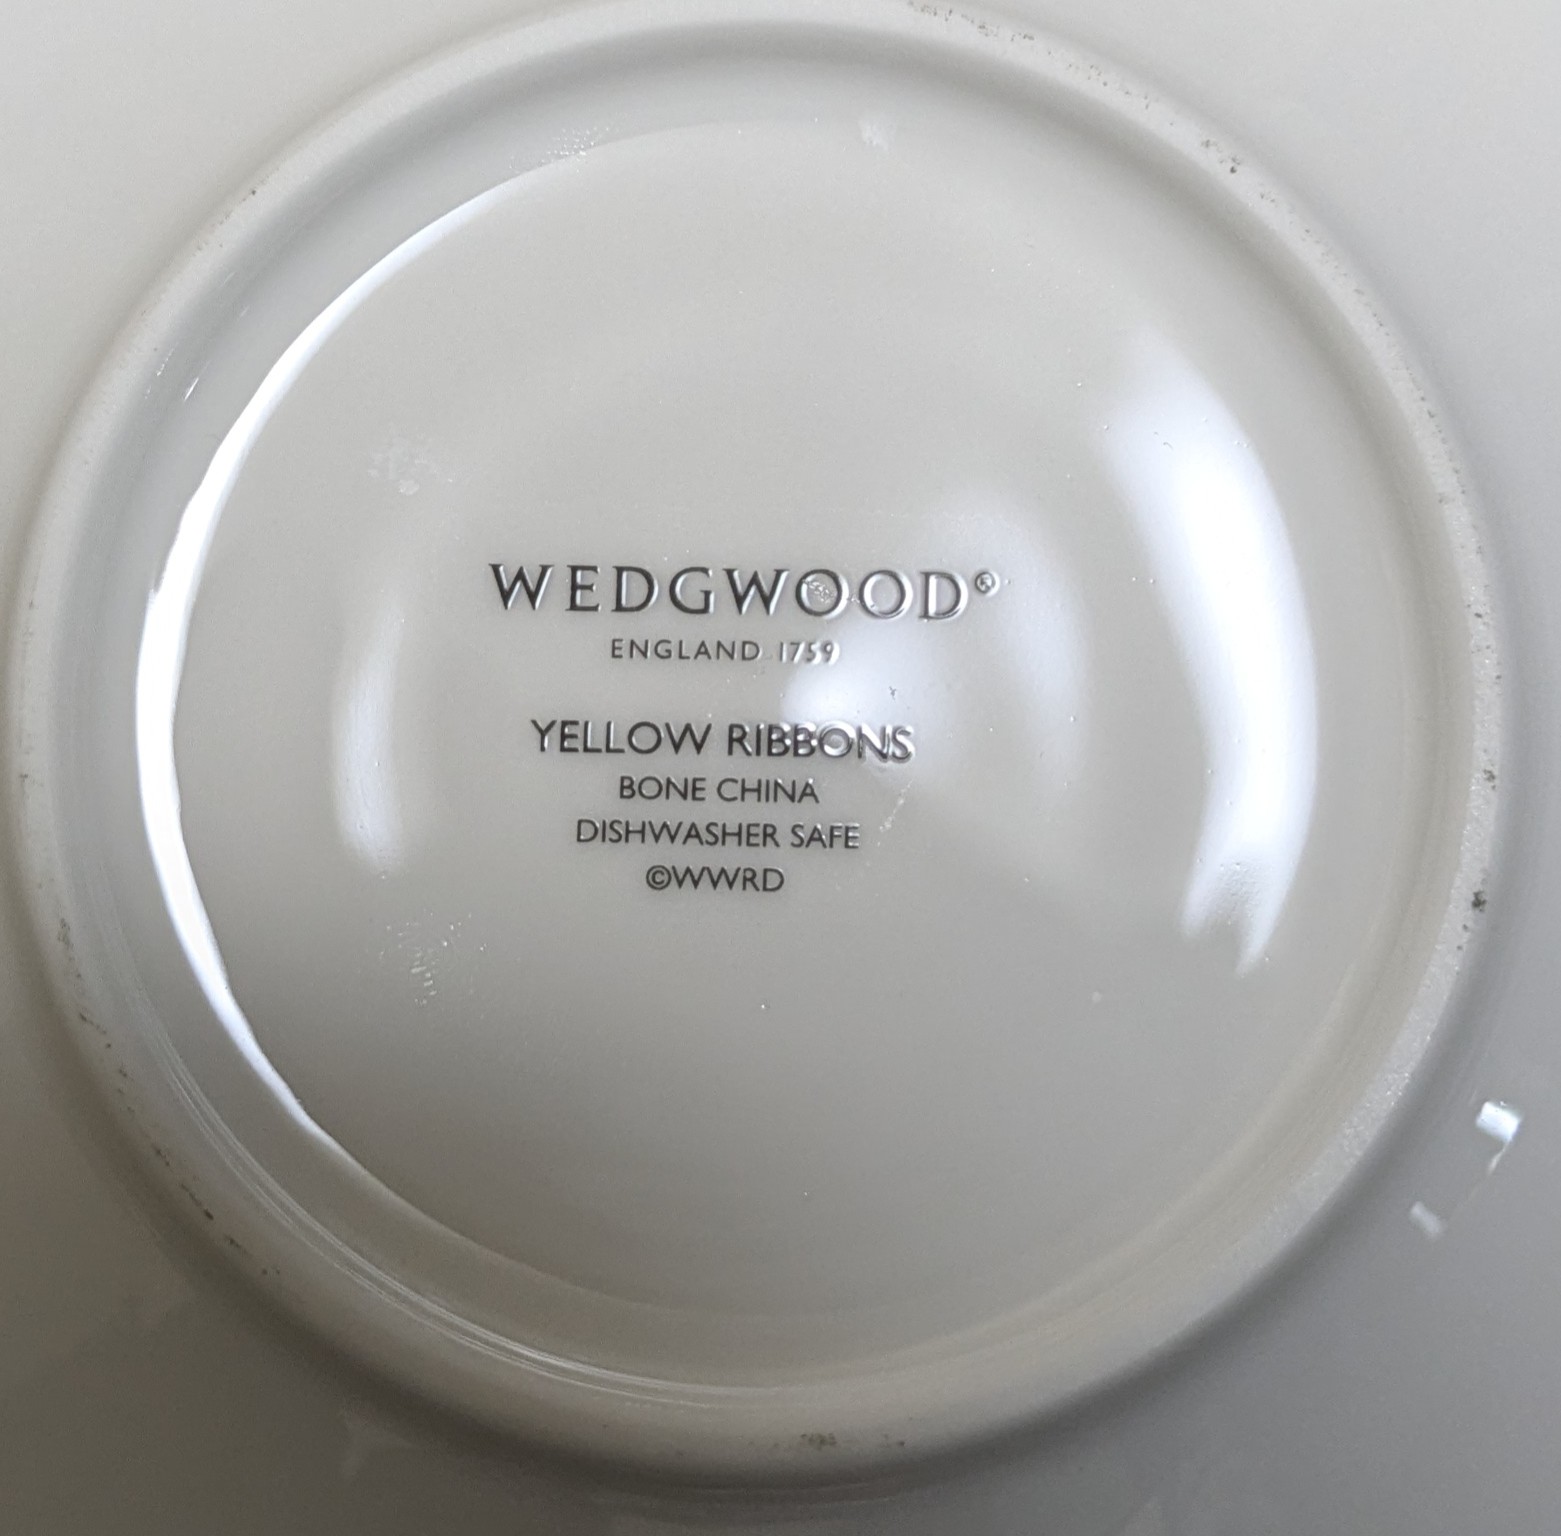 WEDGWOOD®
ENGLAND 1759
YELLOW RIBBONS
BONE CHINA
DISHWASHER SAFE
©WWRD